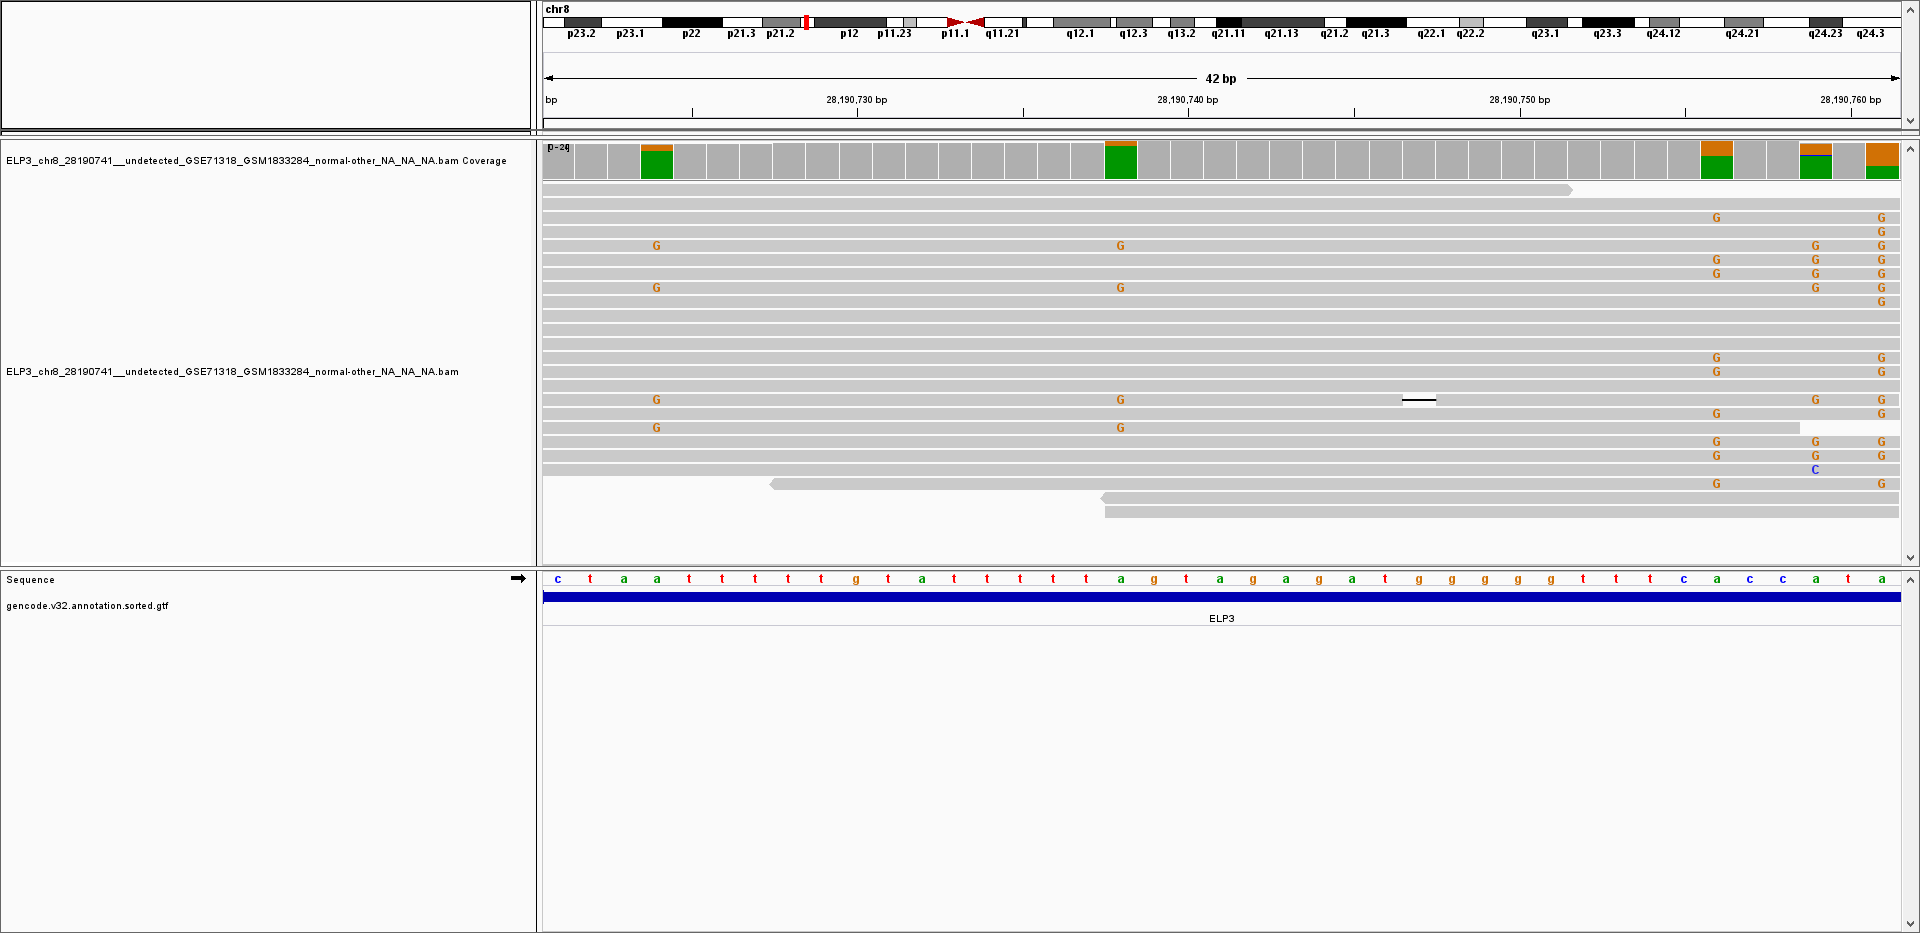 chr8
p23.2 p23.1 p22 p21.3 p21.2 p12 p11.23 p11.1 q11.21 q12.1 q12.3 q13.2 q21.11 q21.13 q21.2 q21.3 q22.1 q22.2 q23.1 q23.3 q24.12 q24.21 q24.23 q24.3
42 bp
bp 28,190,730 bp 28,190,740 bp 28,190,750 bp 28,190,760 bp
ELP3_chr8_28190741__undetected_GSE71318_GSM1833284_normal-other_NA_NA_NA.bam Coverage
G G
G
G G G G
G G G
G G G
G G G G
G
G G
ELP3_chr8_28190741__undetected_GSE71318_GSM1833284_normal-other_NA_NA_NA.bam
G G
G G G G
G G
G G
G G G
G G G
C
G G
Sequence
c t a a t t t t t g t a t t t t t a g t a g a g a t g g g g g t t t c a c c a t a
gencode.v32.annotation.sorted.gtf
ELP3